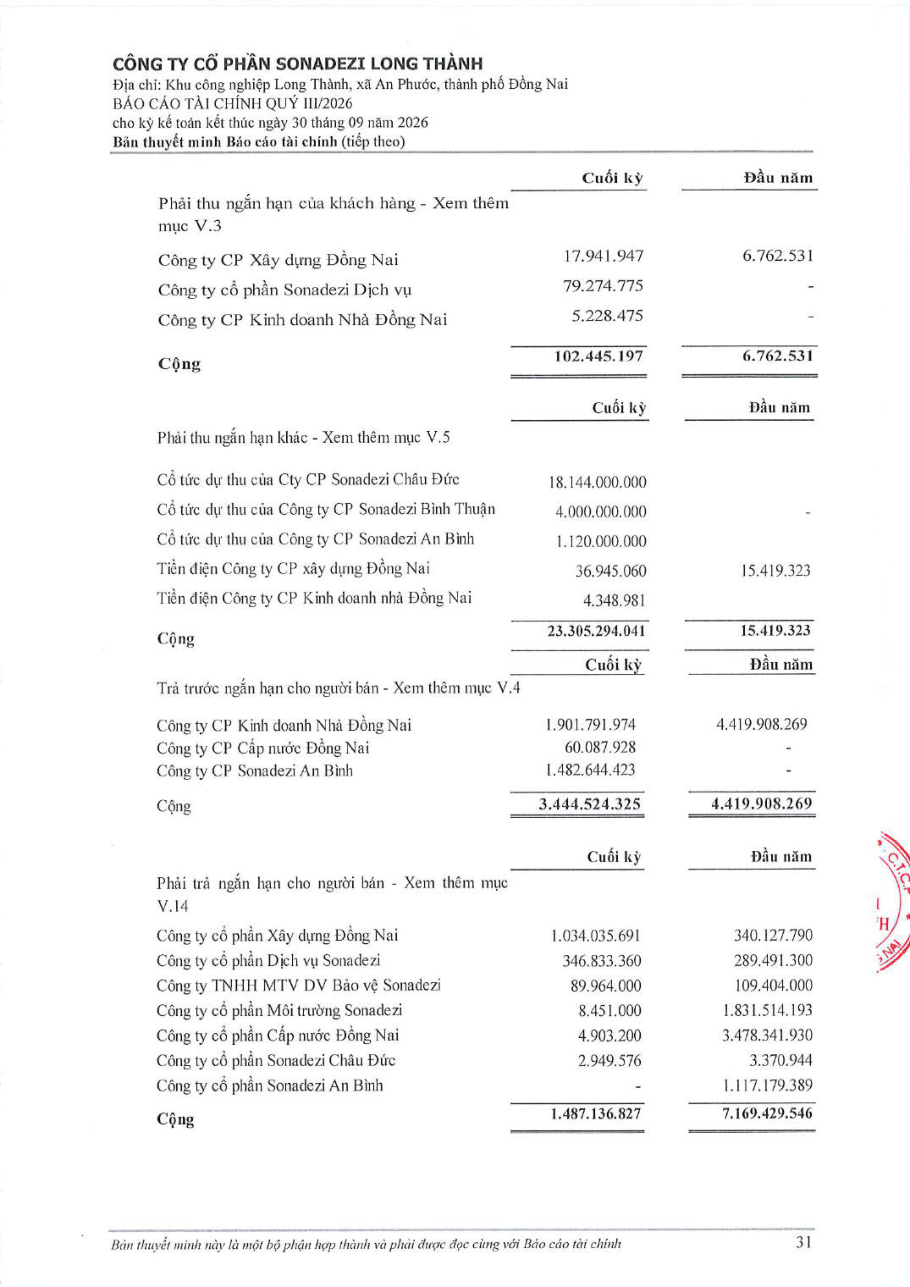 CÔNG TY CỔ PHẦN SONADEZI LONG THÀNH
Địa chỉ: Khu công nghiệp Long Thành, xã An Phước, thành phố Đồng Nai
BÁO CÁO TÀI CHÍNH QUÝ III/2026
cho kỳ kế toán kết thúc ngày 30 tháng 09 năm 2026
Bản thuyết minh Báo cáo tài chính (tiếp theo)
Cuối kỳ Đầu năm
Phải thu ngắn hạn của khách hàng - Xem thêm
mục V.3
Công ty CP Xây dựng Đồng Nai 17.941.947 6.762.531
Công ty cổ phần Sonadezi Dịch vụ 79.274.775 -
Công ty CP Kinh doanh Nhà Đồng Nai 5.228.475 -
Cộng 102.445.197 6.762.531
Cuối kỳ Đầu năm
Phải thu ngắn hạn khác - Xem thêm mục V.5
Cổ tức dự thu của Cty CP Sonadezi Châu Đức 18.144.000.000
Cổ tức dự thu của Công ty CP Sonadezi Bình Thuận 4.000.000.000 -
Cổ tức dự thu của Công ty CP Sonadezi An Bình 1.120.000.000
Tiền điện Công ty CP xây dựng Đồng Nai 36.945.060 15.419.323
Tiền điện Công ty CP Kinh doanh nhà Đồng Nai 4.348.981
Cộng 23.305.294.041 15.419.323
Cuối kỳ Đầu năm
Trả trước ngắn hạn cho người bán - Xem thêm mục V.4
Công ty CP Kinh doanh Nhà Đồng Nai 1.901.791.974 4.419.908.269
Công ty CP Cấp nước Đồng Nai 60.087.928 -
Công ty CP Sonadezi An Bình 1.482.644.423 -
Cộng 3.444.524.325 4.419.908.269
Cuối kỳ Đầu năm
Phải trả ngắn hạn cho người bán - Xem thêm mục
V.14
Công ty cổ phần Xây dựng Đồng Nai 1.034.035.691 340.127.790
Công ty cổ phần Dịch vụ Sonadezi 346.833.360 289.491.300
Công ty TNHH MTV DV Bảo vệ Sonadezi 89.964.000 109.404.000
Công ty cổ phần Môi trường Sonadezi 8.451.000 1.831.514.193
Công ty cổ phần Cấp nước Đồng Nai 4.903.200 3.478.341.930
Công ty cổ phần Sonadezi Châu Đức 2.949.576 3.370.944
Công ty cổ phần Sonadezi An Bình - 1.117.179.389
Cộng 1.487.136.827 7.169.429.546
C.T.C.P
NAI
Bản thuyết minh này là một bộ phận hợp thành và phải được đọc cùng với Báo cáo tài chính 31